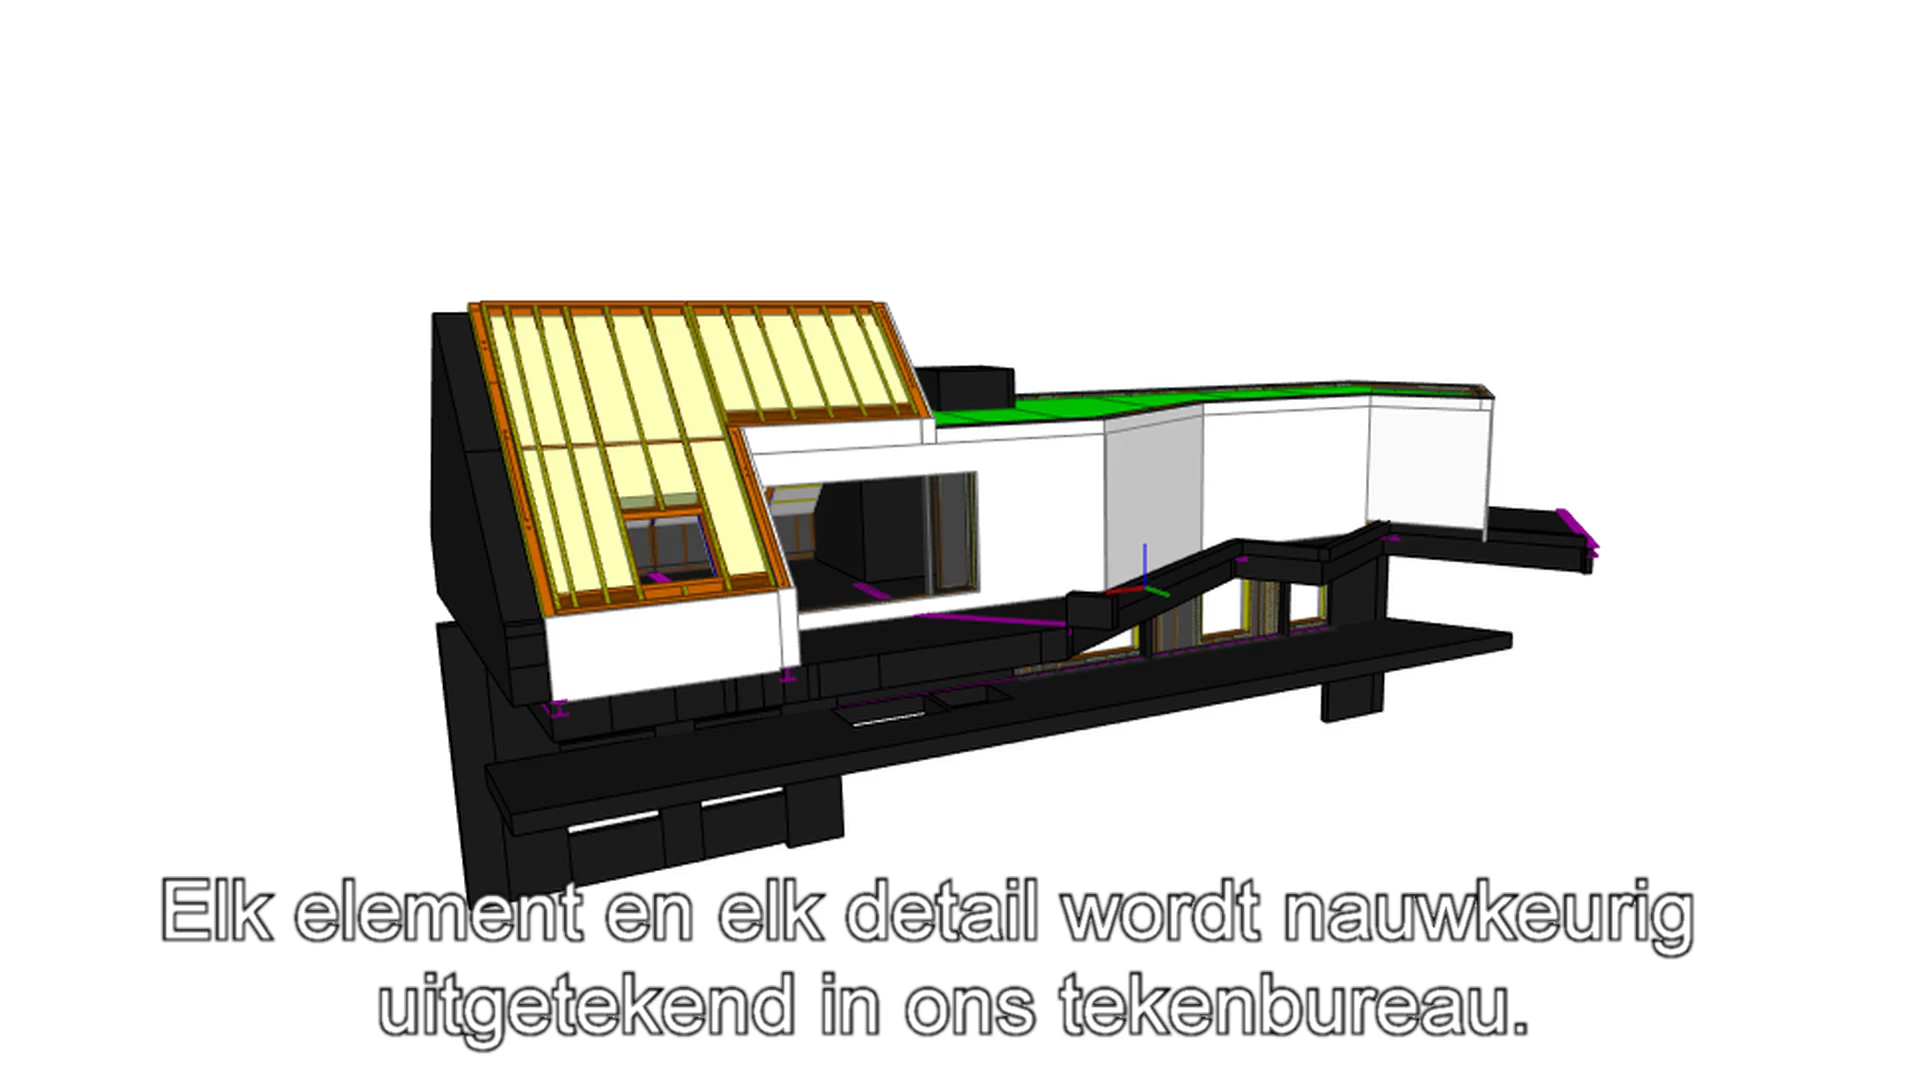 Elk element en elk detail wordt nauwkeurig
uitgetekend in ons tekenbureau.